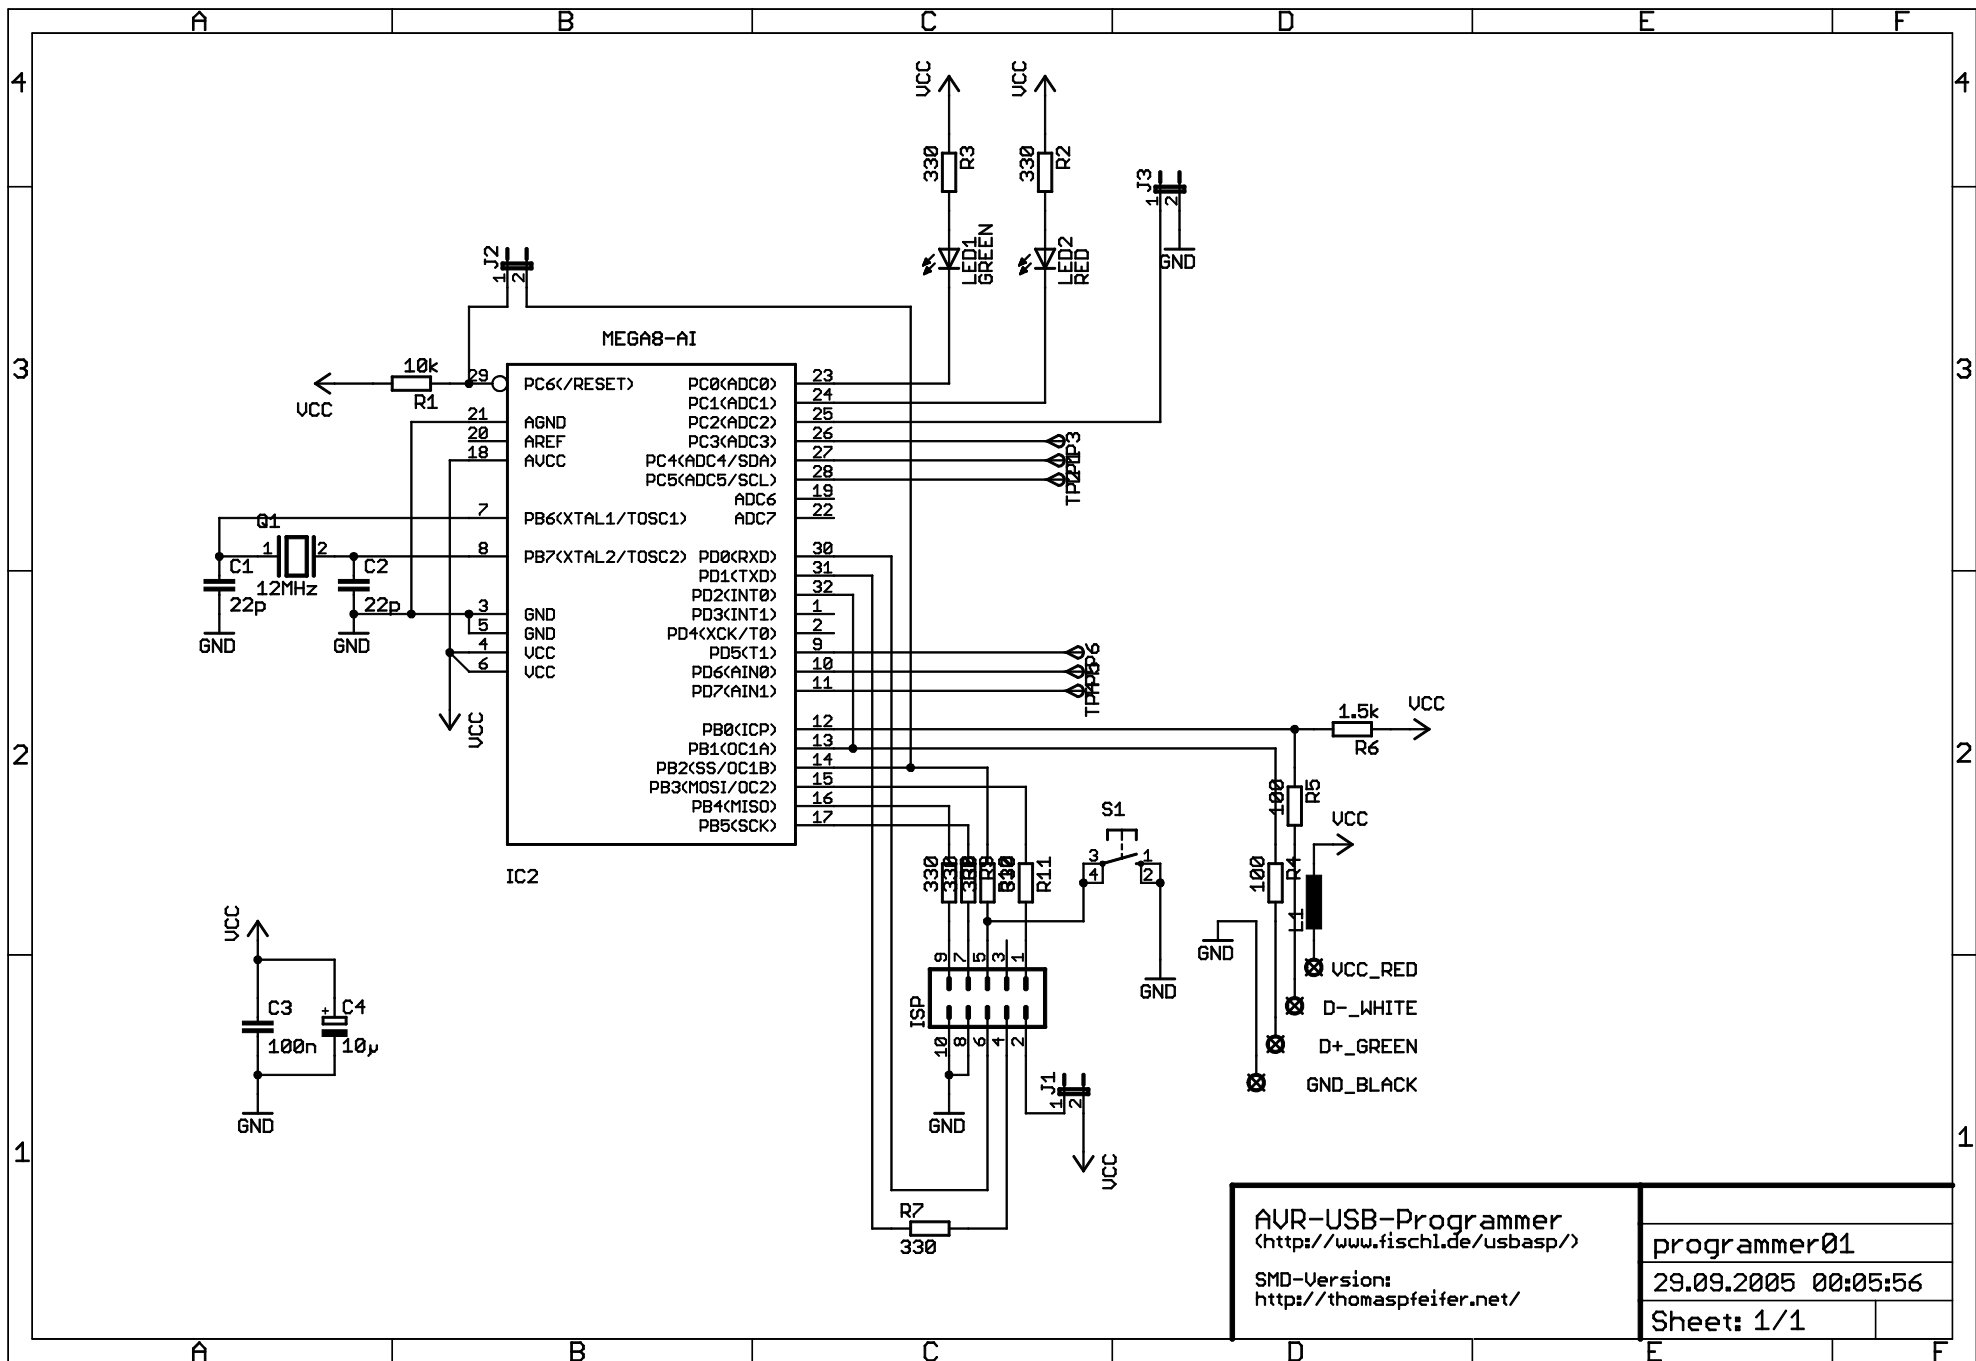 A B C D E F
4 4
VCC VCC
330 R3
330 R2
J3
1 2
GND
LED1
GREEN
LED2
RED
J2
1 2
MEGA8-AI
3 3
10k
R1
VCC
29 PC6(/RESET)
21 AGND
20 AREF
18 AVCC
7 PB6(XTAL1/TOSC1)
8 PB7(XTAL2/TOSC2)
3 GND
5 GND
4 VCC
6 VCC
VCC
PC0(ADC0) 23
PC1(ADC1) 24
PC2(ADC2) 25
PC3(ADC3) 26
PC4(ADC4/SDA) 27
PC5(ADC5/SCL) 28
ADC6 19
ADC7 22
PD0(RXD) 30
PD1(TXD) 31
PD2(INT0) 32
PD3(INT1) 1
PD4(XCK/T0) 2
PD5(T1) 9
PD6(AIN0) 10
PD7(AIN1) 11
PB0(ICP) 12
PB1(OC1A) 13
PB2(SS/OC1B) 14
PB3(MOSI/OC2) 15
PB4(MISO) 16
PB5(SCK) 17
IC2
Q1
1 2
12MHz
C1
22p
GND
C2
22p
GND
2 2
1.5k
R6
VCC
100 R5
VCC
100 R4
L1
S1
3 1
4 2
GND
GND
330 330 R9 R11
9 7 5 3 1
ISP
10 8 6 4 2
GND
J1
1 2
VCC
VCC_RED
D-_WHITE
D+_GREEN
GND_BLACK
VCC
C3
100n
C4
+
10µ
GND
R7
330
1 1
AVR-USB-Programmer
(http://www.fischl.de/usbasp/)
SMD-Version:
http://thomaspfeifer.net/
programmer01
29.09.2005 00:05:56
Sheet: 1/1
A B C D E F